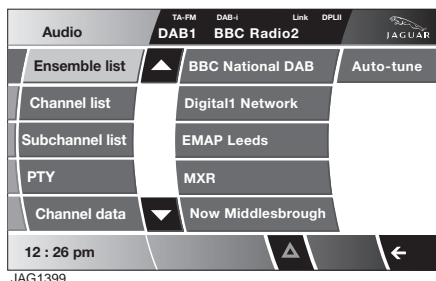 TA-FM DAB-i Link DPLII
Audio DAB1 BBC Radio2 JAGUAR
Ensemble list BBC National DAB Auto-tune
Channel list Digital1 Network
Subchannel list EMAP Leeds
PTY MXR
Channel data Now Middlesbrough
12 : 26 pm
JAG1399